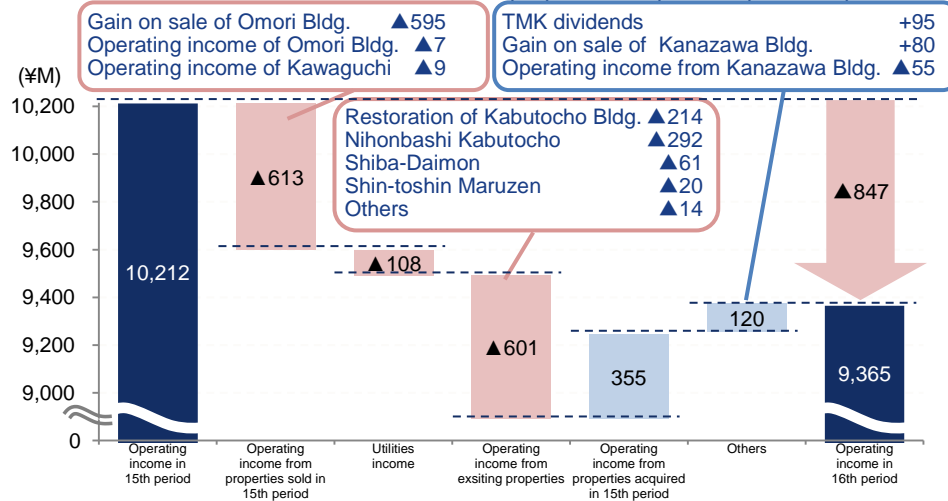 Gain on sale of Omori Bldg. ▲595
Operating income of Omori Bldg. ▲7
Operating income of Kawaguchi ▲9
TMK dividends +95
Gain on sale of Kanazawa Bldg. +80
Operating income from Kanazawa Bldg. ▲55
(¥M)
Restoration of Kabutocho Bldg. ▲214
Nihonbashi Kabutocho ▲292
Shiba-Daimon ▲61
Shin-toshin Maruzen ▲20
Others ▲14
10,200
10,000
9,800
9,600
9,400
9,200
9,000
0
10,212
▲613
▲108
▲601
355
120
▲847
9,365
Operating
income in
15th period
Operating
income from
properties sold in
15th period
Utilities
income
Operating
income from
exsiting properties
Operating
income from
properties acquired
in 15th period
Others
Operating
income in
16th period